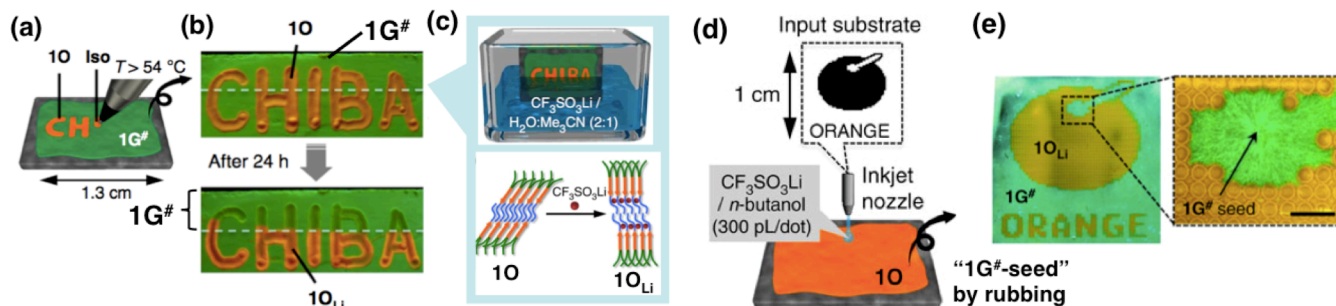 (a)
1O
Iso
T > 54 °C
CH
1G#
1.3 cm
(b)
1O
1G#
CHIBA
After 24 h
1G#
CHIBA
1OLi
(c)
CHIBA
CF3SO3Li /
H2O:Me3CN (2:1)
CF3SO3Li
1O
1OLi
(d)
Input substrate
1 cm
ORANGE
CF3SO3Li
/ n-butanol
(300 pL/dot)
Inkjet
nozzle
1O
"1G#-seed"
by rubbing
(e)
1OLi
1G#
ORANGE
1G# seed